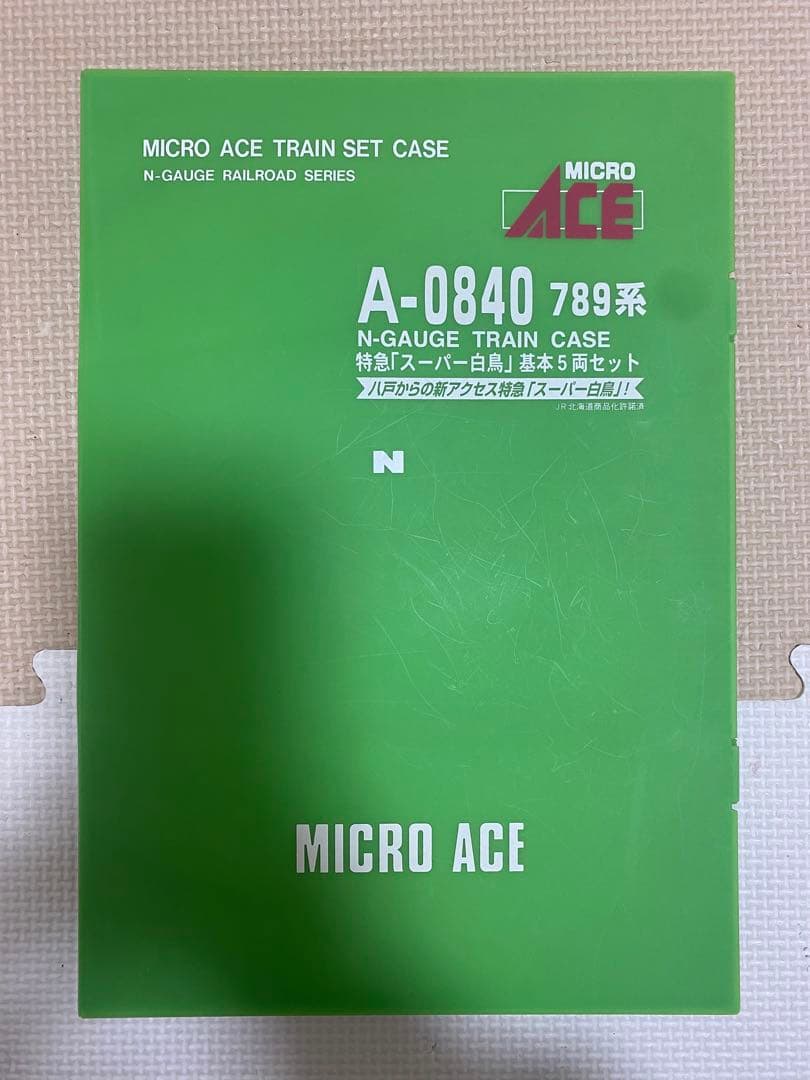 MICRO ACE TRAIN SET CASE
N-GAUGE RAILROAD SERIES
MICRO
ACE
A-0840 789系
N-GAUGE TRAIN CASE
特急「スーパー白鳥」基本5両セット
八戸からの新アクセス特急「スーパー白鳥」!
JR北海道商品化許諾済
N
MICRO ACE